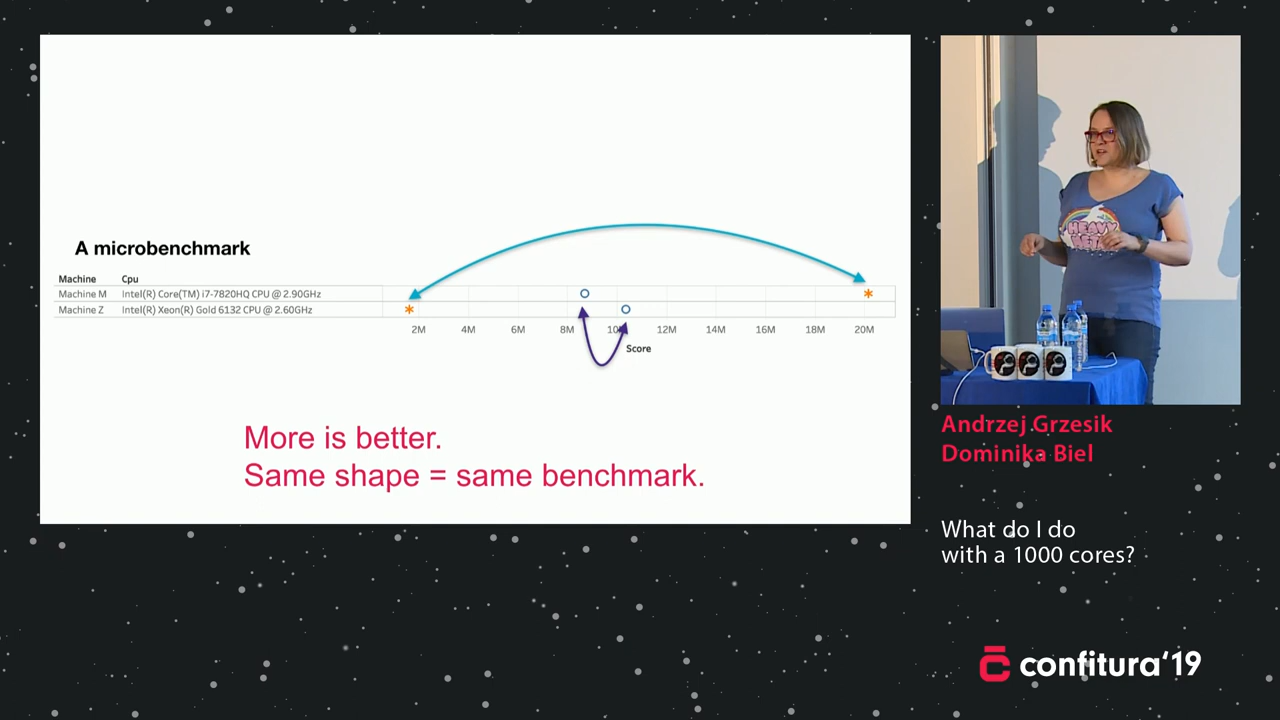 A microbenchmark
Machine Cpu
Machine M Intel(R) Core(TM) i7-7820HQ CPU @ 2.90GHz
Machine Z Intel(R) Xeon(R) Gold 6132 CPU @ 2.60GHz
2M 4M 6M 8M 12M 14M 16M 18M 20M
Score
More is better.
Same shape = same benchmark.
HEAVY
METAL
Andrzej Grzesik
Dominika Biel
What do I do
with a 1000 cores?
confitura'19